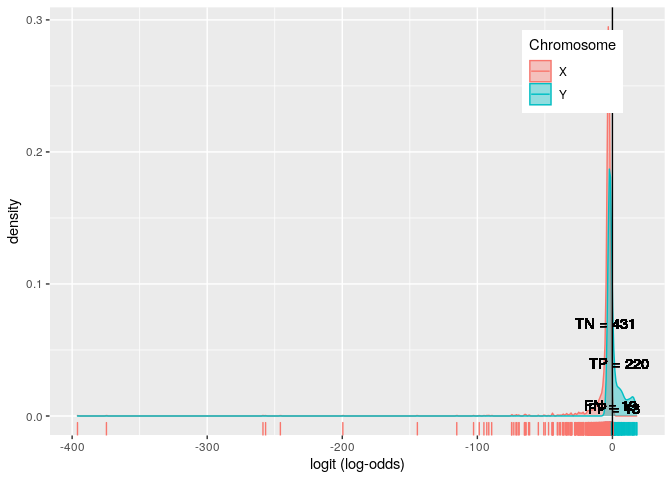 0.3
0.2
0.1
0.0
density
Chromosome
X
Y
TN = 431
TP = 220
-400
-300
-200
-100
0
logit (log-odds)